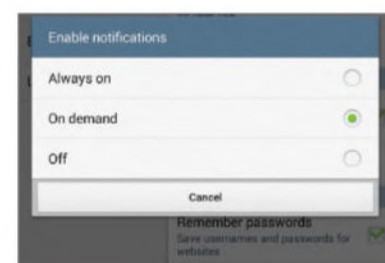 Enable notifications
Always on
On demand
Off
Cancel
Remember passwords
Save usernames and passwords for
websites